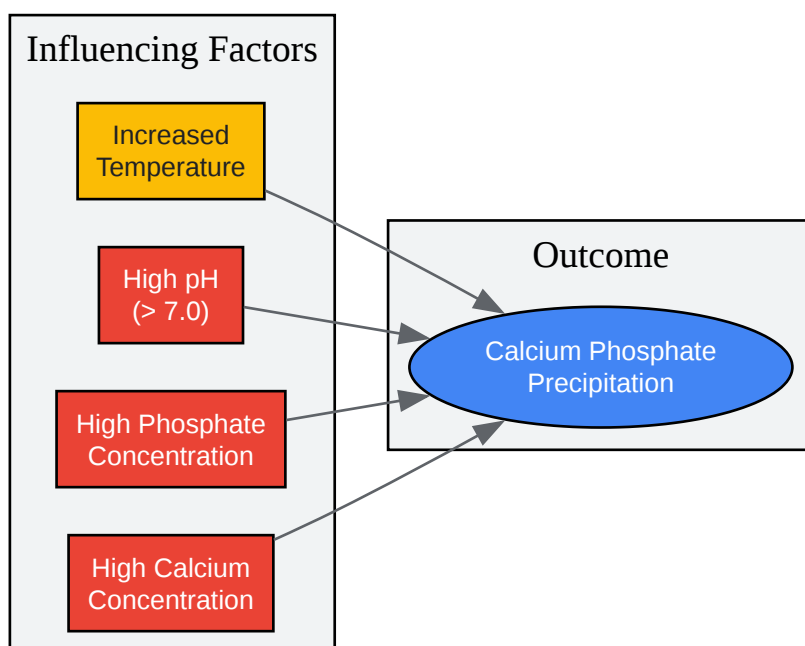 Influencing Factors
Increased
Temperature
High pH
(> 7.0)
High Phosphate
Concentration
High Calcium
Concentration
Outcome
Calcium Phosphate
Precipitation